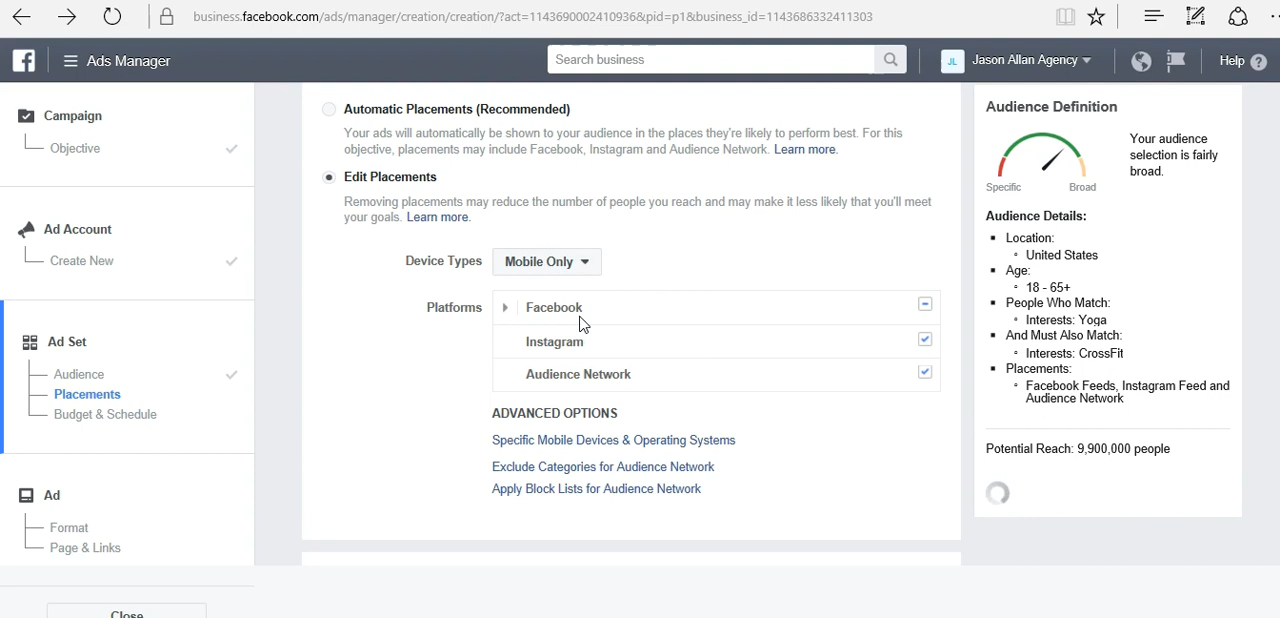 business.facebook.com/ads/manager/creation/creation/?act=1143690002410936&pid=p1&business_id=1143686332411303
Ads Manager
Search business
JL
Jason Allan Agency
Help ?
Campaign
Objective
Ad Account
Create New
Ad Set
Audience
Placements
Budget & Schedule
Ad
Format
Page & Links
Close
Automatic Placements (Recommended)
Your ads will automatically be shown to your audience in the places they're likely to perform best. For this
objective, placements may include Facebook, Instagram and Audience Network. Learn more.
Edit Placements
Removing placements may reduce the number of people you reach and may make it less likely that you'll meet
your goals. Learn more.
Device Types Mobile Only
Platforms Facebook
Instagram
Audience Network
ADVANCED OPTIONS
Specific Mobile Devices & Operating Systems
Exclude Categories for Audience Network
Apply Block Lists for Audience Network
Audience Definition
Your audience
selection is fairly
broad.
Specific Broad
Audience Details:
Location:
United States
Age:
18 - 65+
People Who Match:
Interests: Yoga
And Must Also Match:
Interests: CrossFit
Placements:
Facebook Feeds, Instagram Feed and
Audience Network
Potential Reach: 9,900,000 people